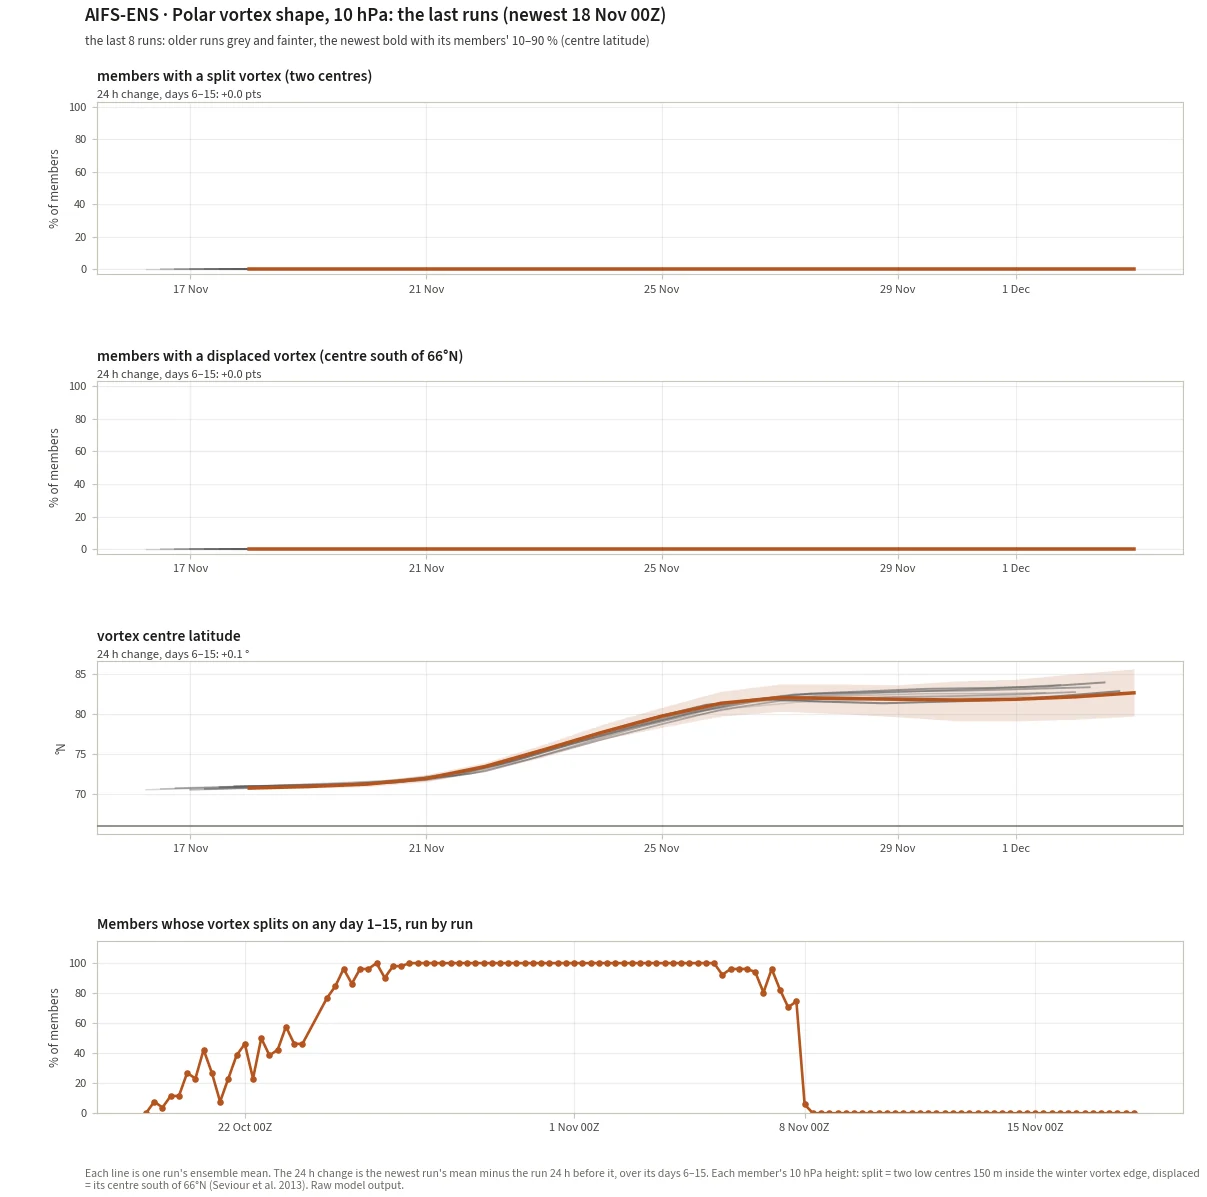 AIFS-ENS · Polar vortex shape, 10 hPa: the last runs (newest 18 Nov 00Z)
the last 8 runs: older runs grey and fainter, the newest bold with its members' 10–90 % (centre latitude)
members with a split vortex (two centres)
24 h change, days 6–15: +0.0 pts
100
80
60
40
20
0
% of members
17 Nov
21 Nov
25 Nov
29 Nov
1 Dec
members with a displaced vortex (centre south of 66°N)
24 h change, days 6–15: +0.0 pts
100
80
60
40
20
0
% of members
17 Nov
21 Nov
25 Nov
29 Nov
1 Dec
vortex centre latitude
24 h change, days 6–15: +0.1 °
85
80
75
70
°N
17 Nov
21 Nov
25 Nov
29 Nov
1 Dec
Members whose vortex splits on any day 1–15, run by run
100
80
60
40
20
0
% of members
22 Oct 00Z
1 Nov 00Z
8 Nov 00Z
15 Nov 00Z
Each line is one run's ensemble mean. The 24 h change is the newest run's mean minus the run 24 h before it, over its days 6–15. Each member's 10 hPa height: split = two low centres 150 m inside the winter vortex edge, displaced
= its centre south of 66°N (Seviour et al. 2013). Raw model output.